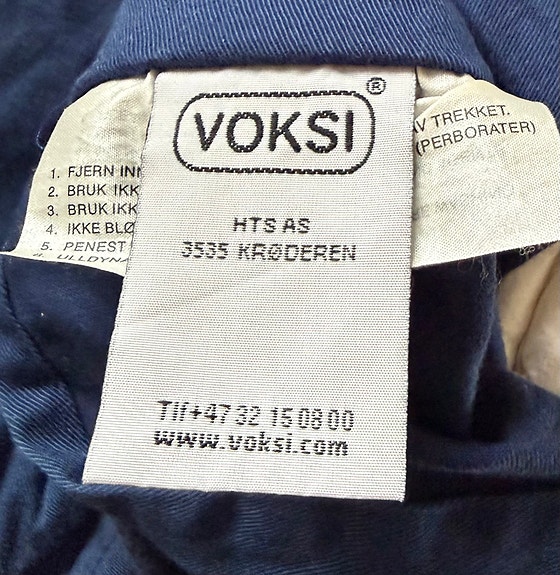 VOKSI®
HTS AS
3535 KRØDEREN
Tlf+47 32 15 08 00
www.voksi.com
1. FJERN
2. BRUK IKK
3. BRUK IKK
4. IKKE BLØ
5. PENEST
ULLDYNA
AV TREKKET.
(PERBORATER)